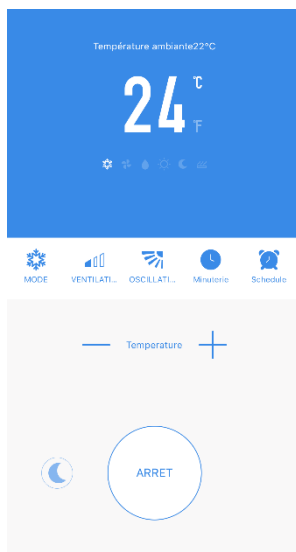 Température ambiante22°C
24 °C
°F
MODE VENTILATI... OSCILLATI... Minuterie Schedule
Temperature
ARRET